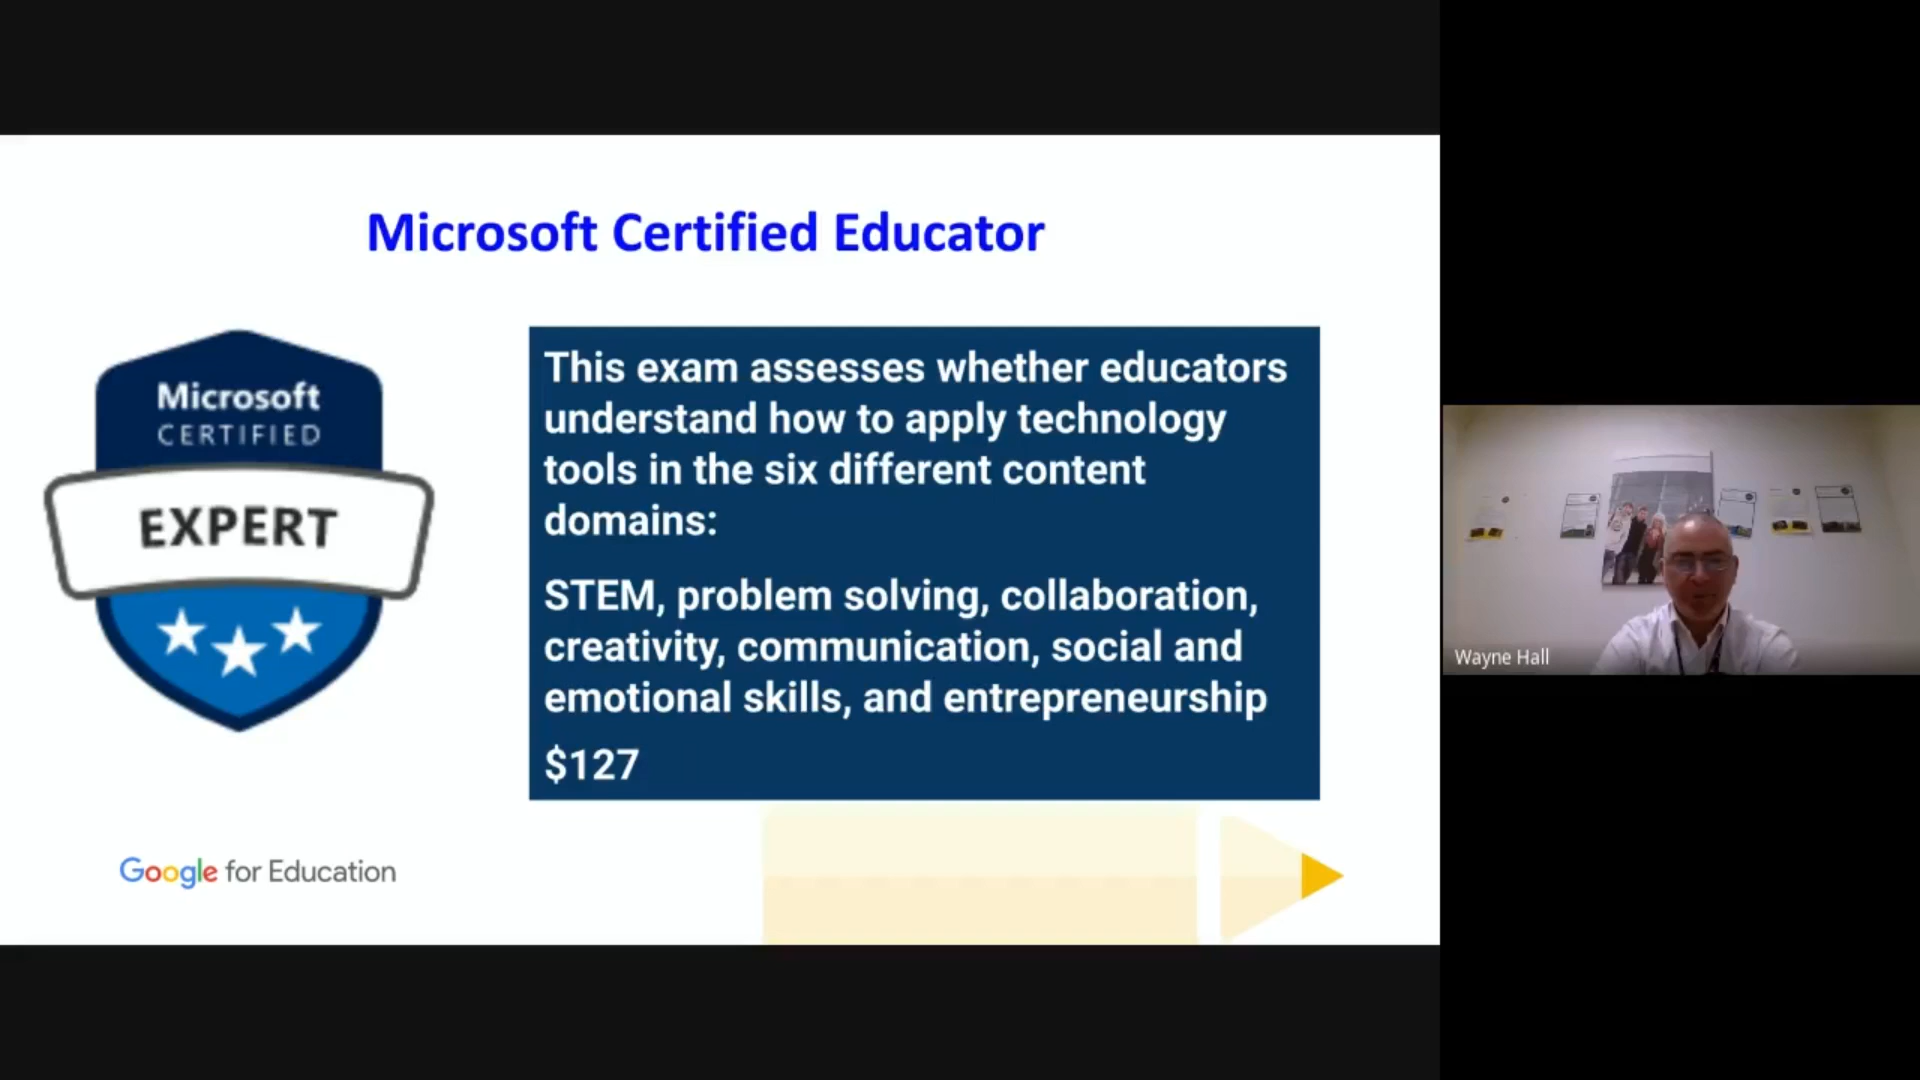 Microsoft Certified Educator
Microsoft
CERTIFIED
EXPERT
This exam assesses whether educators
understand how to apply technology
tools in the six different content
domains:
STEM, problem solving, collaboration,
creativity, communication, social and
emotional skills, and entrepreneurship
$127
Google for Education
Wayne Hall